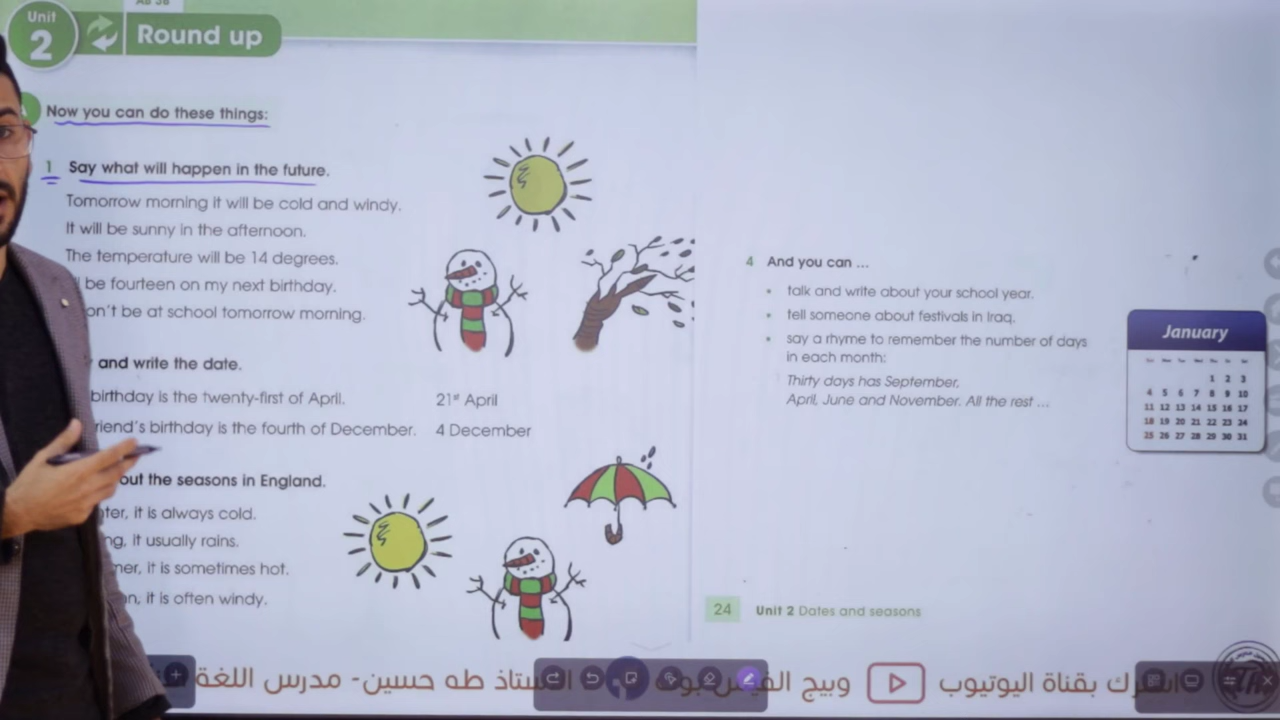 Unit
2
Round up
Now you can do these things:
1 Say what will happen in the future.
Tomorrow morning it will be cold and windy.
It will be sunny in the afternoon.
The temperature will be 14 degrees.
be fourteen on my next birthday.
on't be at school tomorrow morning.
and write the date.
birthday is the twenty-first of April. 21st April
riend's birthday is the fourth of December. 4 December
out the seasons in England.
ter, it is always cold.
ng, it usually rains.
mer, it is sometimes hot.
n, it is often windy.
4 And you can ...
• talk and write about your school year.
• tell someone about festivals in Iraq.
• say a rhyme to remember the number of days
in each month:
Thirty days has September,
April, June and November. All the rest ...
January
1 2 3
4 5 6 7 8 9 10
11 12 13 14 15 16 17
18 19 20 21 22 23 24
25 26 27 28 29 30 31
24 Unit 2 Dates and seasons
اشترك بقناة اليوتيوب وبيج الفيس بوك الاستاذ طه حسين- مدرس اللغة